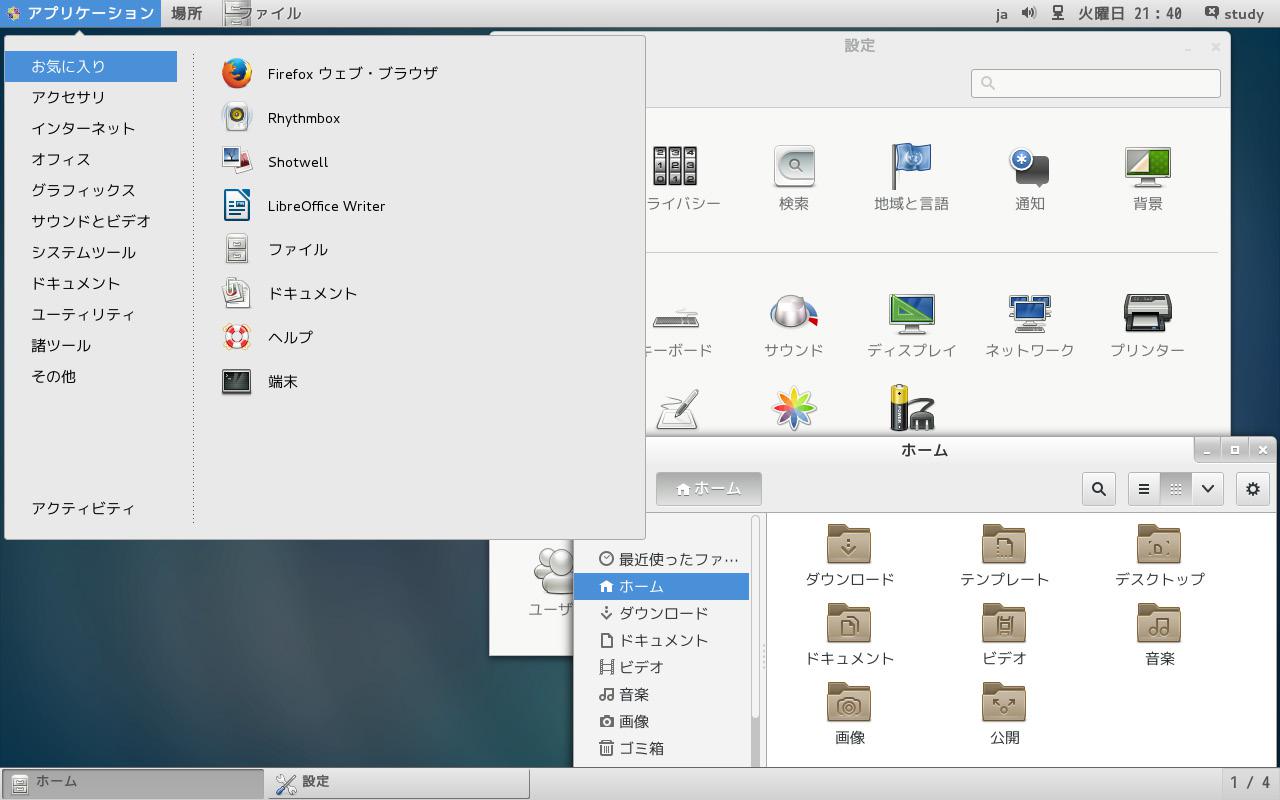 アプリケーション 場所 ファイル ja 火曜日 21:40 study
お気に入り
アクセサリ
インターネット
オフィス
グラフィックス
サウンドとビデオ
システムツール
ドキュメント
ユーティリティ
諸ツール
その他
アクティビティ
Firefox ウェブ・ブラウザ
Rhythmbox
Shotwell
LibreOffice Writer
ファイル
ドキュメント
ヘルプ
端末
設定
ライバシー 検索 地域と言語 通知 背景
キーボード サウンド ディスプレイ ネットワーク プリンター
ユーザ
ホーム
ホーム
最近使ったファ…
ホーム
ダウンロード
ドキュメント
ビデオ
音楽
画像
ゴミ箱
ダウンロード テンプレート デスクトップ
ドキュメント ビデオ 音楽
画像 公開
ホーム 設定 1 / 4